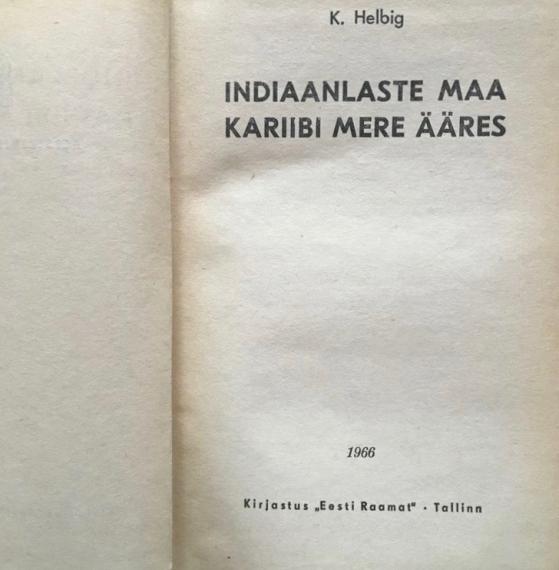 K. Helbig
INDIAANLASTE MAA
KARIIBI MERE ÄÄRES
1966
Kirjastus „Eesti Raamat“ · Tallinn